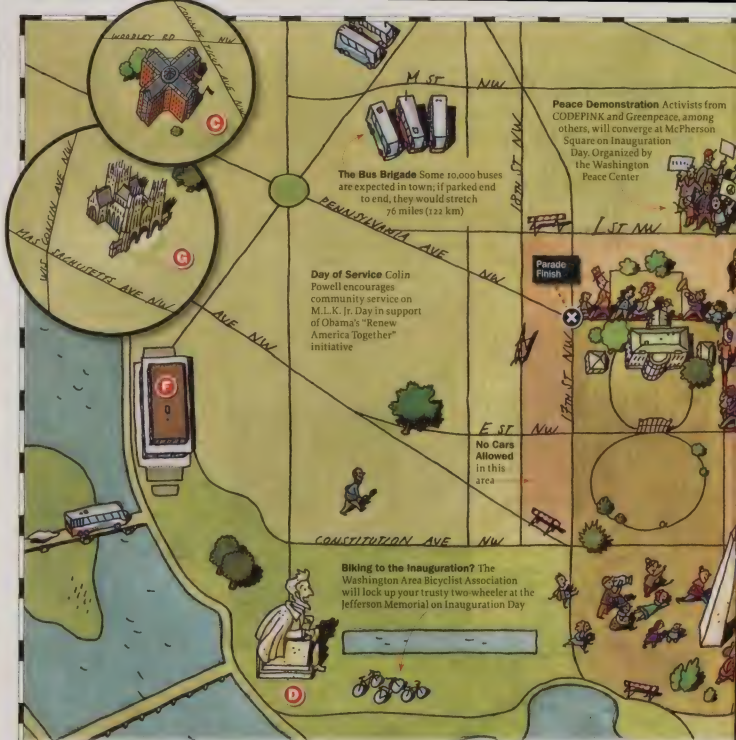 WOODLEY RD NW
CONNECTICUT AVE NW
C
WISCONSIN AVE NW
MASSACHUSETTS AVE NW
G
M ST NW
18TH ST NW
The Bus Brigade Some 10,000 buses
are expected in town; if parked end
to end, they would stretch
76 miles (122 km)
Peace Demonstration Activists from
CODEPINK and Greenpeace, among
others, will converge at McPherson
Square on Inauguration
Day. Organized by
the Washington
Peace Center
PENNSYLVANIA AVE NW
I ST NW
Parade
Finish
Day of Service Colin
Powell encourages
community service on
M.L.K. Jr. Day in support
of Obama's "Renew
America Together"
initiative
AVE NW
F
17TH ST NW
E ST NW
No Cars
Allowed
in this
area
CONSTITUTION AVE NW
Biking to the Inauguration? The
Washington Area Bicyclist Association
will lock up your trusty two-wheeler at the
Jefferson Memorial on Inauguration Day
D